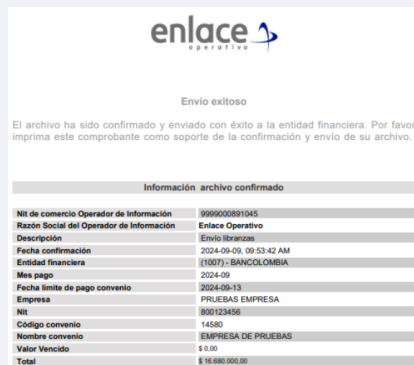 enlace
operativo
Envío exitoso
El archivo ha sido confirmado y enviado con éxito a la entidad financiera. Por favor
imprima este comprobante como soporte de la confirmación y envío de su archivo.
Información archivo confirmado
Nit de comercio Operador de Información 9999000891045
Razón Social del Operador de Información Enlace Operativo
Descripción Envío libranzas
Fecha confirmación 2024-09-09, 09:53:42 AM
Entidad financiera (1007) - BANCOLOMBIA
Mes pago 2024-09
Fecha limite de pago convenio 2024-09-13
Empresa PRUEBAS EMPRESA
Nit 800123456
Código convenio 14580
Nombre convenio EMPRESA DE PRUEBAS
Valor Vencido $ 0,00
Total $ 16.680.000,00